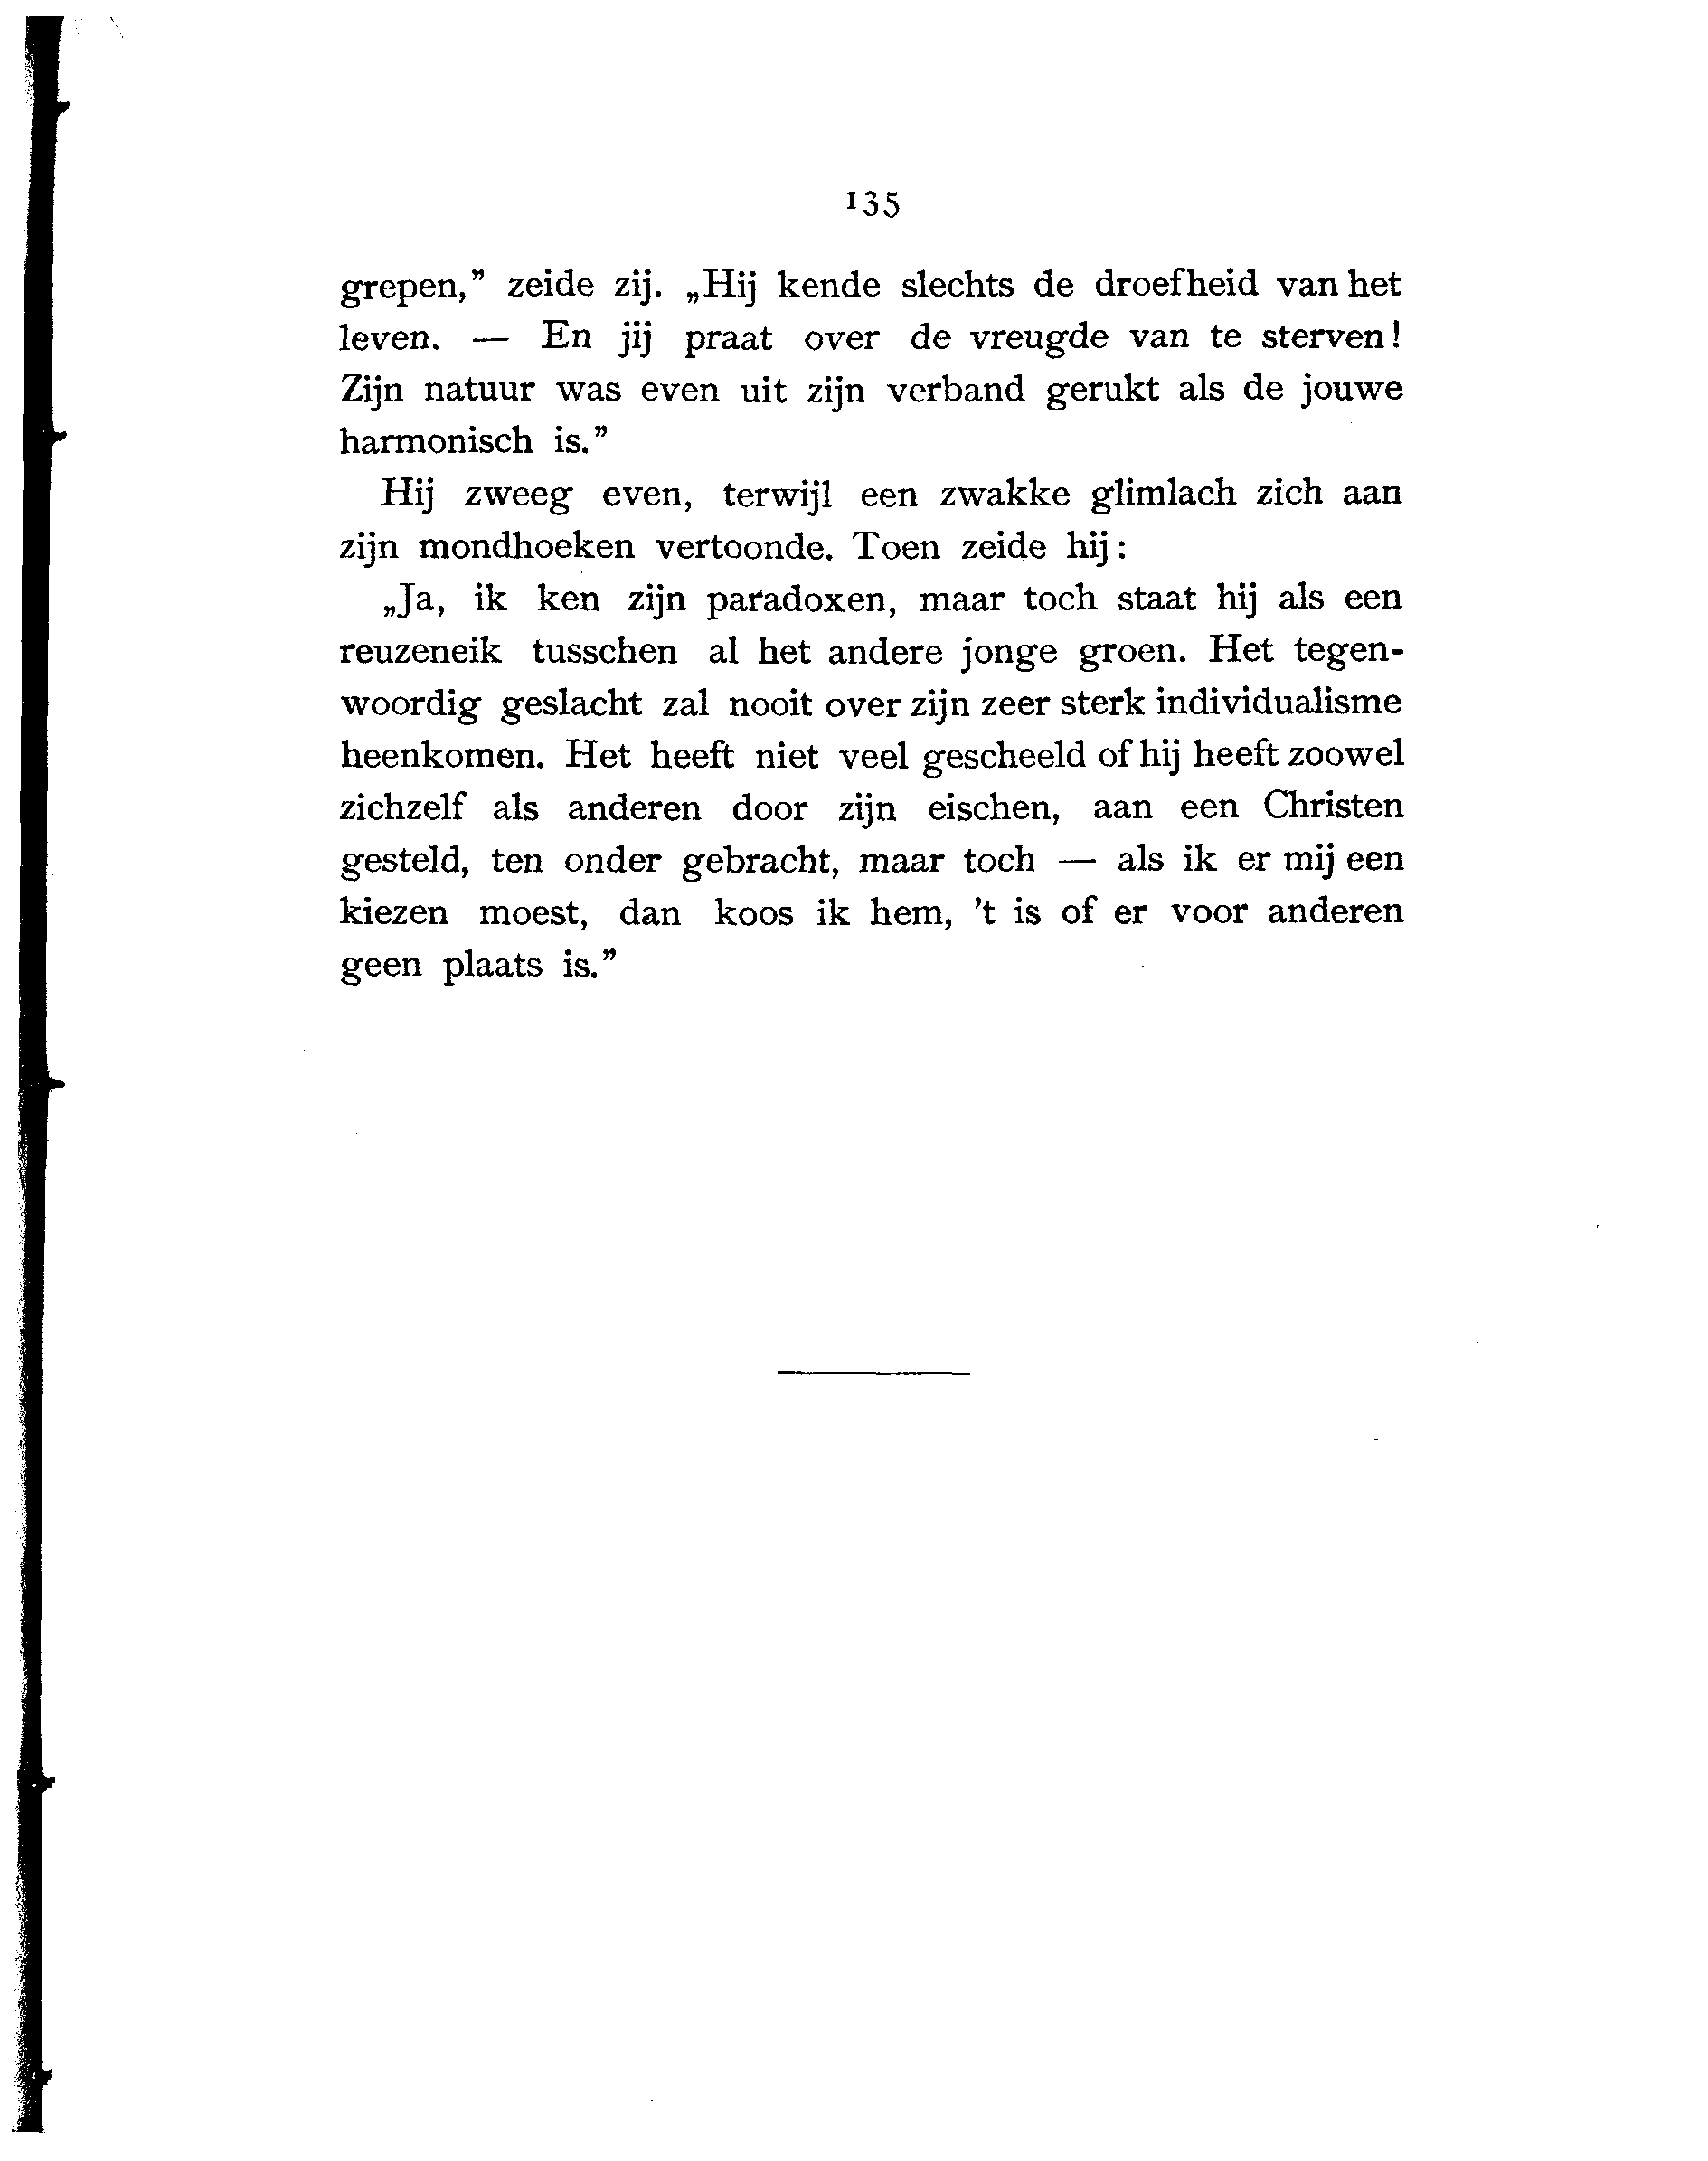 135
grepen,” zeide zij. „Hij kende slechts de droefheid van het
leven. — En jij praat over de vreugde van te sterven!
Zijn natuur was even uit zijn verband gerukt als de jouwe
harmonisch is.”
Hij zweeg even, terwijl een zwakke glimlach zich aan
zijn mondhoeken vertoonde. Toen zeide hij:
„Ja, ik ken zijn paradoxen, maar toch staat hij als een
reuzeneik tusschen al het andere jonge groen. Het tegen-
woordig geslacht zal nooit over zijn zeer sterk individualisme
heenkomen. Het heeft niet veel gescheeld of hij heeft zoowel
zichzelf als anderen door zijn eischen, aan een Christen
gesteld, ten onder gebracht, maar toch — als ik er mij een
kiezen moest, dan koos ik hem, 't is of er voor anderen
geen plaats is.”